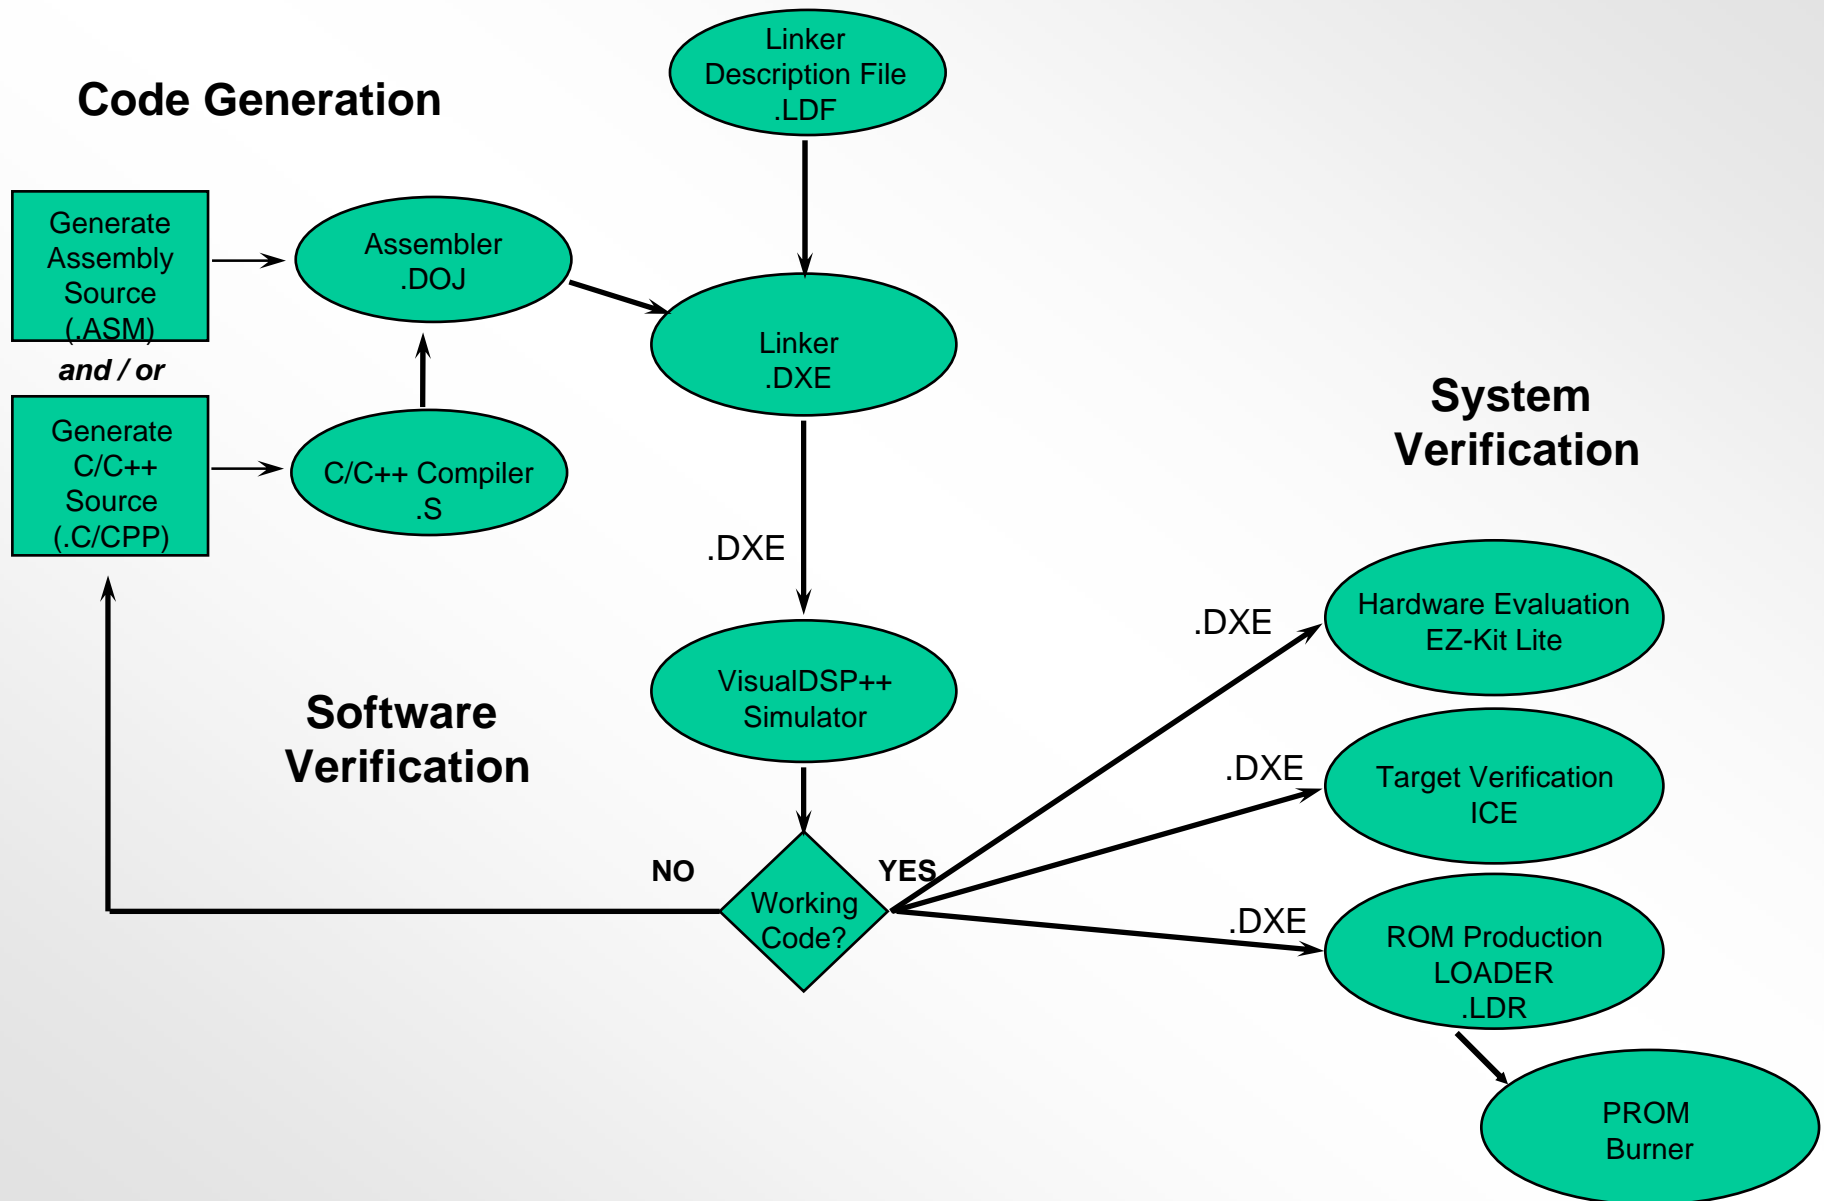 Linker
Description File
.LDF
Code Generation
Generate
Assembly
Source
(.ASM)
and / or
Generate
C/C++
Source
(.C/CPP)
Assembler
.DOJ
C/C++ Compiler
.S
Linker
.DXE
.DXE
System
Verification
Software
Verification
VisualDSP++
Simulator
NO
YES
Working
Code?
.DXE
Hardware Evaluation
EZ-Kit Lite
.DXE
Target Verification
ICE
.DXE
ROM Production
LOADER
.LDR
PROM
Burner